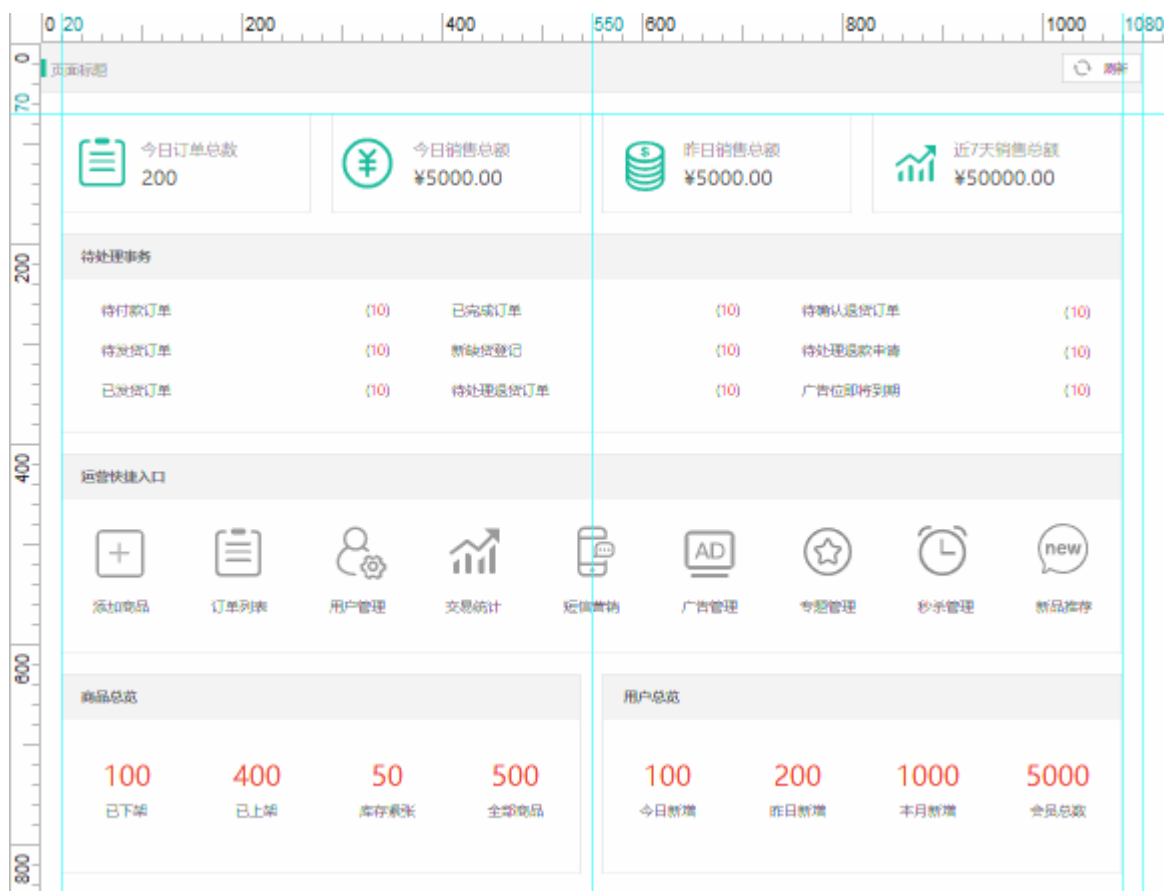 0 20 200 400 550 600 800 1000 1080
0
页面标题
刷新
70
今日订单总数
200
今日销售总额
¥5000.00
昨日销售总额
¥5000.00
近7天销售总额
¥50000.00
200
待处理事务
待付款订单 (10) 已完成订单 (10) 待确认退货订单 (10)
待发货订单 (10) 新缺货登记 (10) 待处理退款申请 (10)
已发货订单 (10) 待处理退货订单 (10) 广告位即将到期 (10)
400
运营快捷入口
AD
new
添加商品 订单列表 用户管理 交易统计 短信营销 广告管理 专题管理 秒杀管理 新品推荐
600
商品总览
用户总览
100 400 50 500
已下架 已上架 库存紧张 全部商品
100 200 1000 5000
今日新增 昨日新增 本月新增 会员总数
800